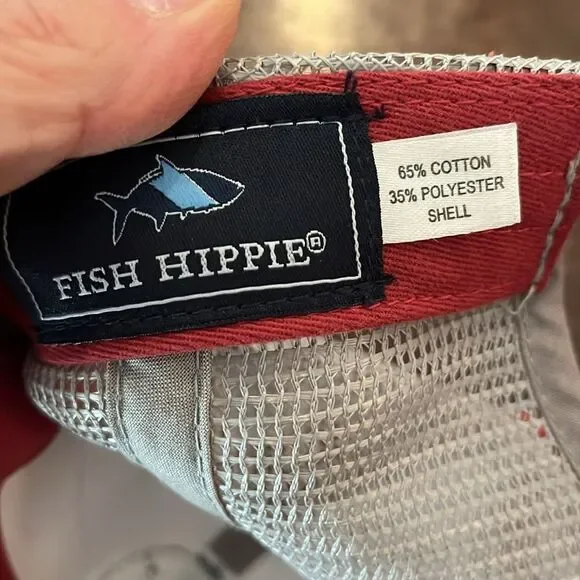 FISH HIPPIE®
65% COTTON
35% POLYESTER
SHELL